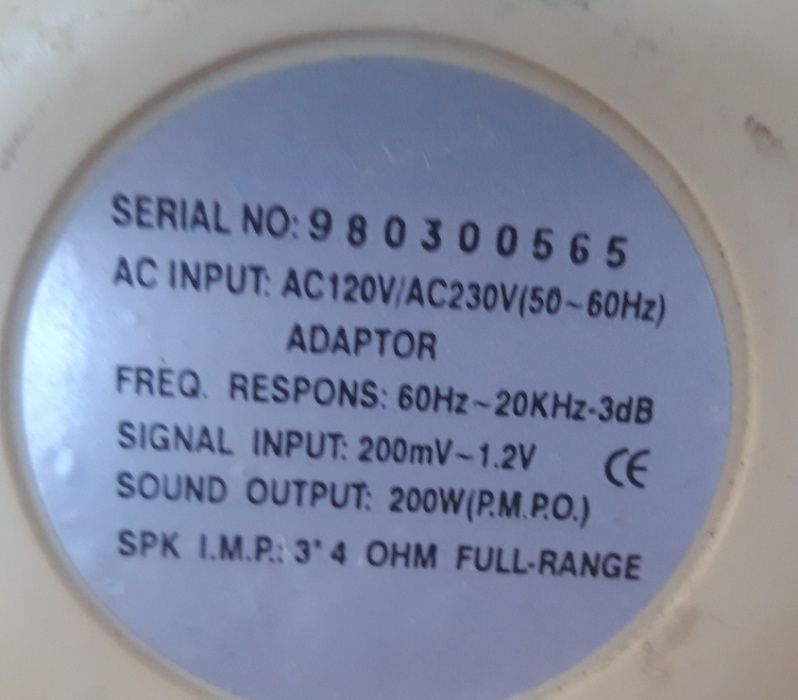 SERIAL NO: 980300565
AC INPUT: AC120V/AC230V(50~60Hz)
ADAPTOR
FREQ. RESPONS: 60Hz~20KHz-3dB
SIGNAL INPUT: 200mV~1.2V CE
SOUND OUTPUT: 200W(P.M.P.O.)
SPK I.M.P.: 3" 4 OHM FULL-RANGE